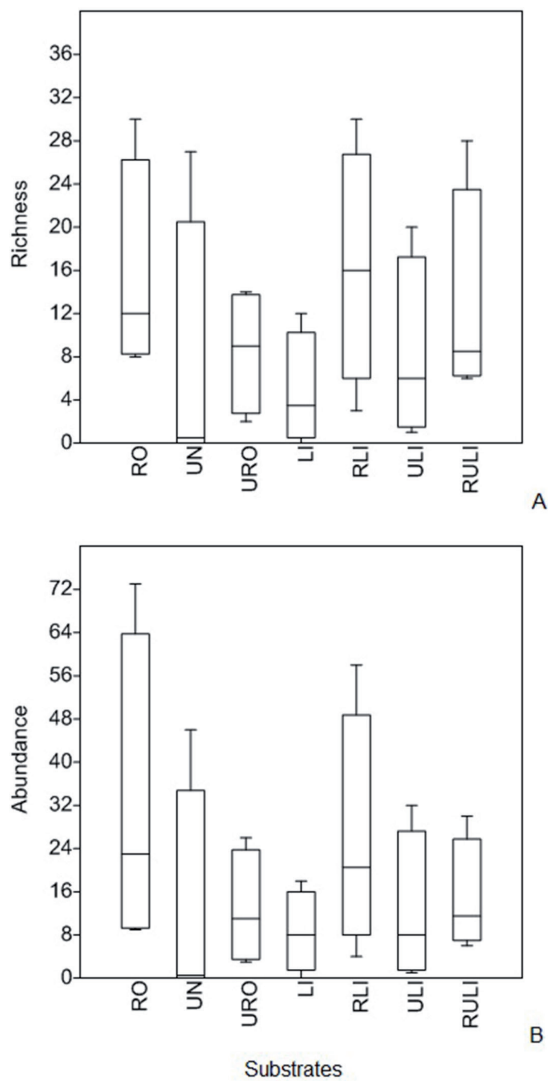 36
32
28
24
20
16
12
8
4
0
Richness
RO UN URO LI RLI ULI RULI
A
72
64
56
48
40
32
24
16
8
0
Abundance
RO UN URO LI RLI ULI RULI
B
Substrates